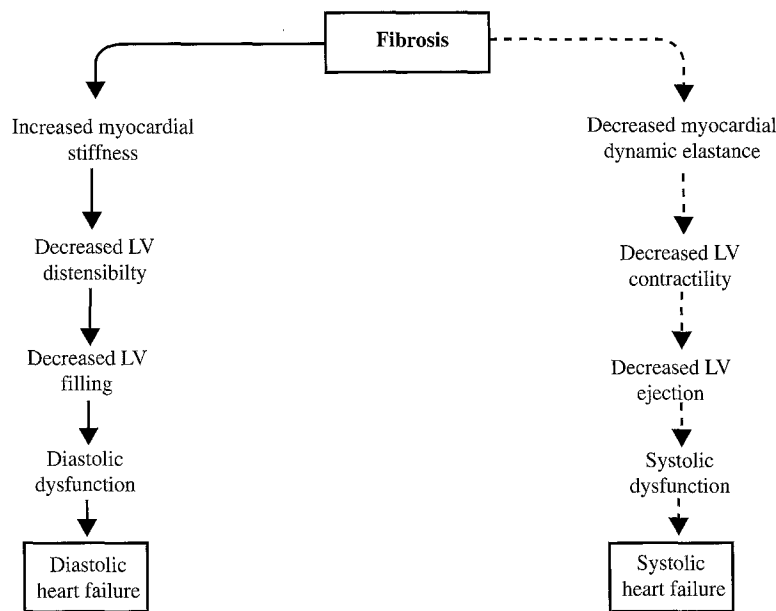 Fibrosis
Increased myocardial
stiffness
Decreased LV
distensibilty
Decreased LV
filling
Diastolic
dysfunction
Diastolic
heart failure
Decreased myocardial
dynamic elastance
Decreased LV
contractility
Decreased LV
ejection
Systolic
dysfunction
Systolic
heart failure